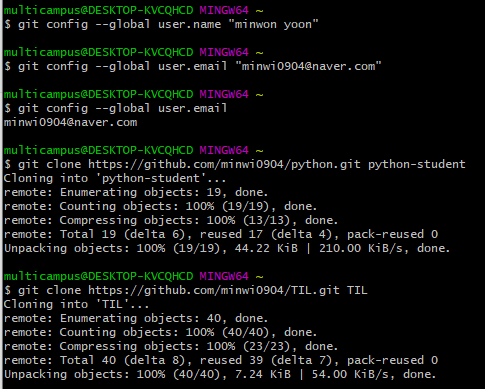 multicampus@DESKTOP-KVCQHCD MINGW64 ~
$ git config --global user.name "minwon yoon"
multicampus@DESKTOP-KVCQHCD MINGW64 ~
$ git config --global user.email "minwi0904@naver.com"
multicampus@DESKTOP-KVCQHCD MINGW64 ~
$ git config --global user.email
minwi0904@naver.com
multicampus@DESKTOP-KVCQHCD MINGW64 ~
$ git clone https://github.com/minwi0904/python.git python-student
Cloning into 'python-student'...
remote: Enumerating objects: 19, done.
remote: Counting objects: 100% (19/19), done.
remote: Compressing objects: 100% (13/13), done.
remote: Total 19 (delta 6), reused 17 (delta 4), pack-reused 0
Unpacking objects: 100% (19/19), 44.22 KiB | 210.00 KiB/s, done.
multicampus@DESKTOP-KVCQHCD MINGW64 ~
$ git clone https://github.com/minwi0904/TIL.git TIL
Cloning into 'TIL'...
remote: Enumerating objects: 40, done.
remote: Counting objects: 100% (40/40), done.
remote: Compressing objects: 100% (23/23), done.
remote: Total 40 (delta 8), reused 39 (delta 7), pack-reused 0
Unpacking objects: 100% (40/40), 7.24 KiB | 54.00 KiB/s, done.